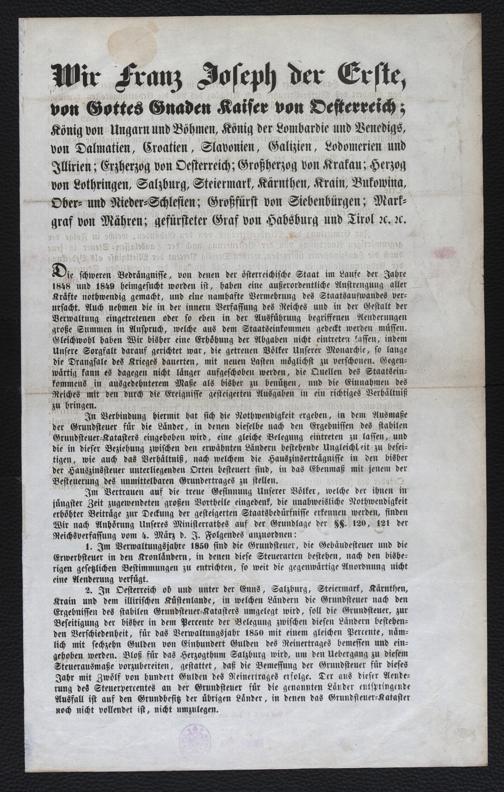 Wir Franz Joseph der Erste,
von Gottes Gnaden Kaiser von Oesterreich;
König von Ungarn und Böhmen, König der Lombardie und Venedigs,
von Dalmatien, Croatien, Slavonien, Galizien, Lodomerien und
Illirien; Erzherzog von Oesterreich; Großherzog von Krakau; Herzog
von Lothringen, Salzburg, Steiermark, Kärnthen, Krain, Bukowina,
Ober- und Nieder-Schlesien; Großfürst von Siebenbürgen; Mark-
graf von Mähren; gefürsteter Graf von Habsburg und Tirol ꝛc. ꝛc.
Die schweren Bedrängnisse, von denen der österreichische Staat im Laufe der Jahre
1848 und 1849 heimgesucht worden ist, haben eine außerordentliche Anstrengung aller
Kräfte nothwendig gemacht, und eine namhafte Vermehrung des Staatsaufwandes ver-
ursacht. Auch nehmen die in der innern Verfassung des Reiches und in der Gestalt der
Verwaltung eingetretenen oder so eben in der Ausführung begriffenen Aenderungen
große Summen in Anspruch, welche aus dem Staatseinkommen gedeckt werden müssen.
Gleichwohl haben Wir bisher eine Erhöhung der Abgaben nicht eintreten lassen, indem
Unsere Sorgfalt darauf gerichtet war, die getreuen Völker Unserer Monarchie, so lange
die Drangsale des Krieges dauerten, mit neuen Lasten möglichst zu verschonen. Gegen-
wärtig kann es dagegen nicht länger aufgeschoben werden, die Quellen des Staatsein-
kommens in ausgedehnterem Maße als bisher zu benützen, und die Einnahmen des
Reiches mit den durch die Ereignisse gesteigerten Ausgaben in ein richtiges Verhältniß
zu bringen.
In Verbindung hiermit hat sich die Nothwendigkeit ergeben, in dem Ausmaße
der Grundsteuer für die Länder, in denen dieselbe nach den Ergebnissen des stabilen
Grundsteuer-Katasters eingehoben wird, eine gleiche Belegung eintreten zu lassen, und
die in dieser Beziehung zwischen den erwähnten Ländern bestehende Ungleichheit zu besei-
tigen, wie auch das Verhältniß, nach welchem die Hauszinserträgnisse in den bisher
der Hauszinssteuer unterliegenden Orten besteuert sind, in das Ebenmaß mit jenem der
Besteuerung des unmittelbaren Grundertrages zu stellen.
Im Vertrauen auf die treue Gesinnung Unserer Völker, welche der ihnen in
jüngster Zeit zugewendeten großen Vortheile eingedenk, die unabweisliche Nothwendigkeit
erhöhter Beiträge zur Deckung der gesteigerten Staatsbedürfnisse erkennen werden, finden
Wir nach Anhörung Unseres Ministerrathes auf der Grundlage der §§. 120, 121 der
Reichsverfassung vom 4. März d. J. Folgendes anzuordnen:
1. Im Verwaltungsjahre 1850 sind die Grundsteuer, die Gebäudesteuer und die
Erwerbsteuer in den Kronländern, in denen diese Steuerarten bestehen, nach den bishe-
rigen gesetzlichen Bestimmungen zu entrichten, so weit die gegenwärtige Anordnung nicht
eine Aenderung verfügt.
2. In Oesterreich ob und unter der Enns, Salzburg, Steiermark, Kärnthen,
Krain und dem illirischen Küstenlande, in welchen Ländern die Grundsteuer nach den
Ergebnissen des stabilen Grundsteuer-Katasters umgelegt wird, soll die Grundsteuer, zur
Beseitigung der bisher in dem Percente der Belegung zwischen diesen Ländern bestehen-
den Verschiedenheit, für das Verwaltungsjahr 1850 mit einem gleichen Percente, näm-
lich mit sechzehn Gulden von Einhundert Gulden des Reinertrages bemessen und ein-
gehoben werden. Bloß für das Herzogthum Salzburg wird, um den Uebergang zu diesem
Steuerausmaße vorzubereiten, gestattet, daß die Bemessung der Grundsteuer für dieses
Jahr mit Zwölf von hundert Gulden des Reinertrages erfolge. Der aus dieser Aende-
rung des Steuerpercentes an der Grundsteuer für die genannten Länder entspringende
Ausfall ist auf den Grundbesitz der übrigen Länder, in denen das Grundsteuer-Kataster
noch nicht vollendet ist, nicht umzulegen.